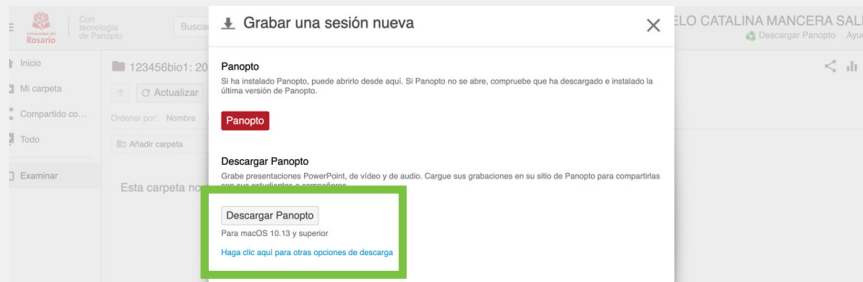 Grabar una sesión nueva
ELO CATALINA MANCERA SAL
Universidad del
Rosario
Con
tecnología
de Panopto
Busca
Descargar Panopto Ayu
Inicio
Mi carpeta
Compartido co...
Todo
Examinar
123456bio1: 20
Actualizar
Ordenar por: Nombre
Añadir carpeta
Esta carpeta no
Panopto
Si ha instalado Panopto, puede abrirlo desde aquí. Si Panopto no se abre, compruebe que ha descargado e instalado la
última versión de Panopto.
Panopto
Descargar Panopto
Grabe presentaciones PowerPoint, de vídeo y de audio. Cargue sus grabaciones en su sitio de Panopto para compartirlas
con sus estudiantes o compañeros.
Descargar Panopto
Para macOS 10.13 y superior
Haga clic aquí para otras opciones de descarga